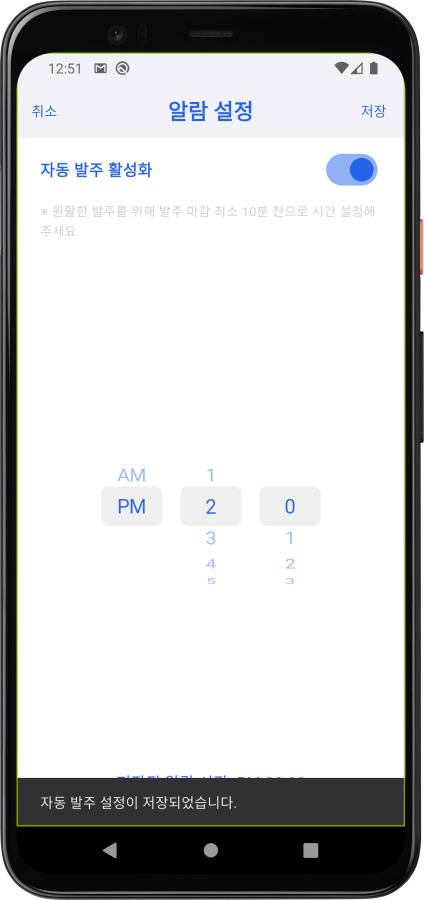 12:51
취소
알람 설정
저장
자동 발주 활성화
※ 원활한 발주를 위해 발주 마감 최소 10분 전으로 시간 설정해
주세요.
AM 1
PM 2 0
3 1
4 2
5 3
자동 발주 설정이 저장되었습니다.